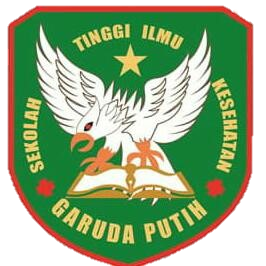 SEKOLAH TINGGI ILMU KESEHATAN
GARUDA PUTIH